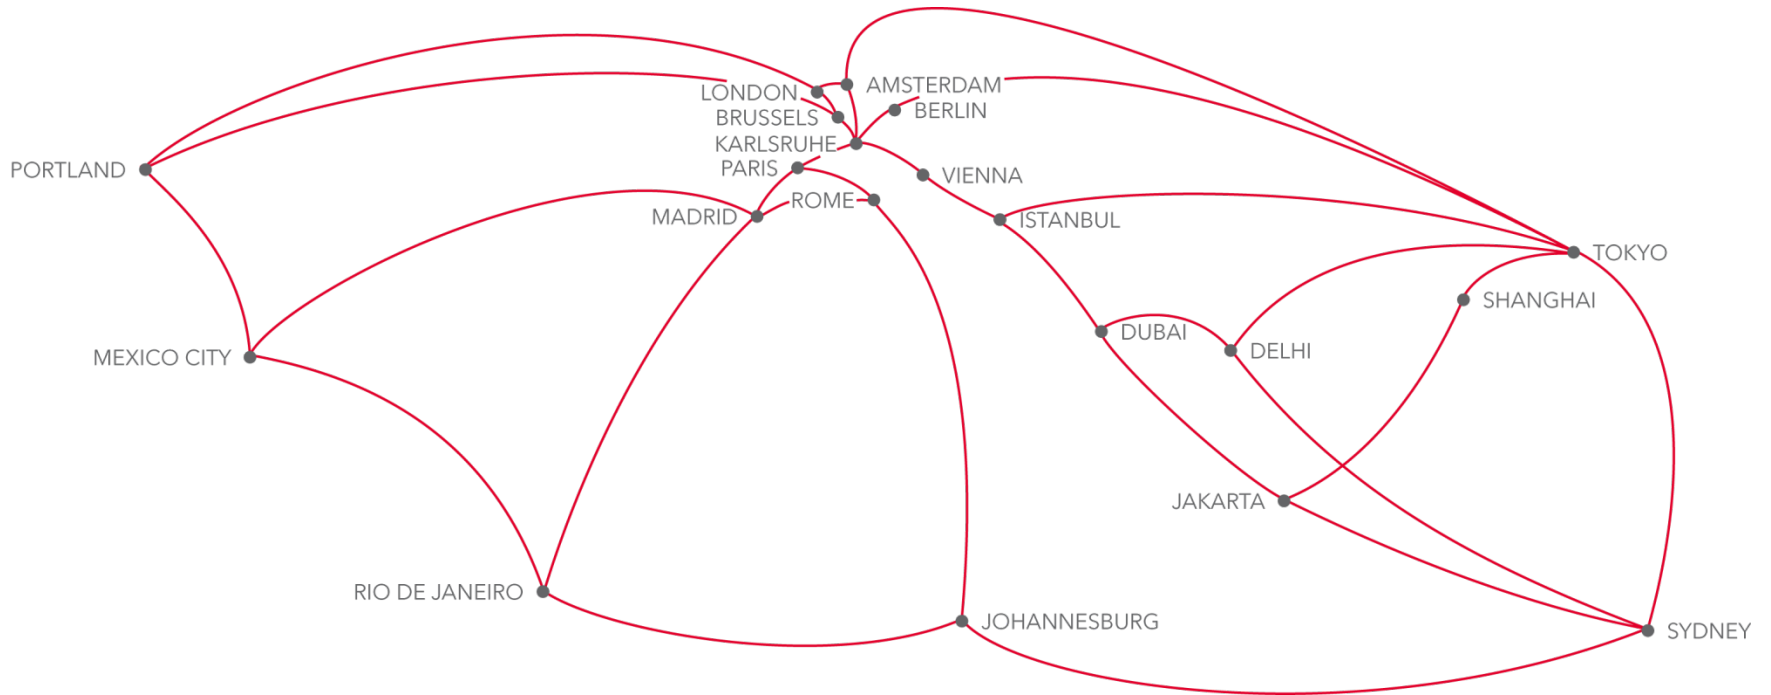 AMSTERDAM
LONDON
BERLIN
BRUSSELS
KARLSRUHE
PARIS
PORTLAND
VIENNA
ROME
MADRID
ISTANBUL
TOKYO
SHANGHAI
DUBAI
DELHI
MEXICO CITY
JAKARTA
RIO DE JANEIRO
JOHANNESBURG
SYDNEY